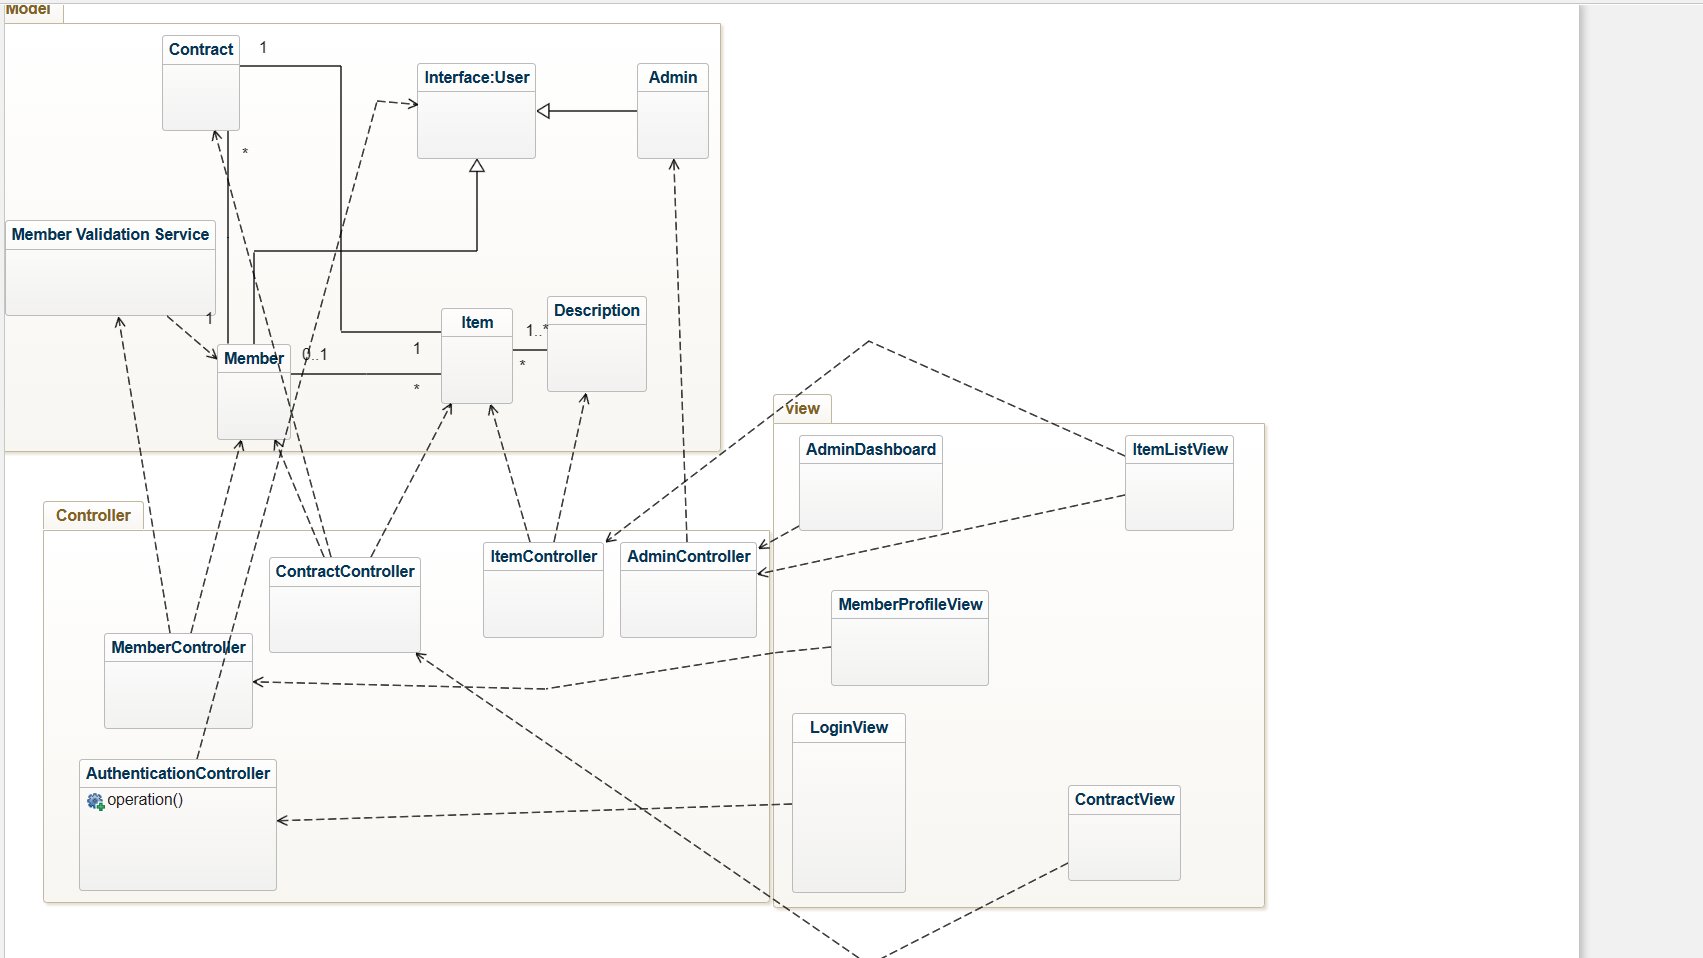 Model
Contract
1
Interface:User
Admin
*
Member Validation Service
1
Item
Description
1..*
Member
0..1
1
*
*
view
AdminDashboard
ItemListView
Controller
ContractController
ItemController
AdminController
MemberProfileView
MemberController
LoginView
AuthenticationController
operation()
ContractView